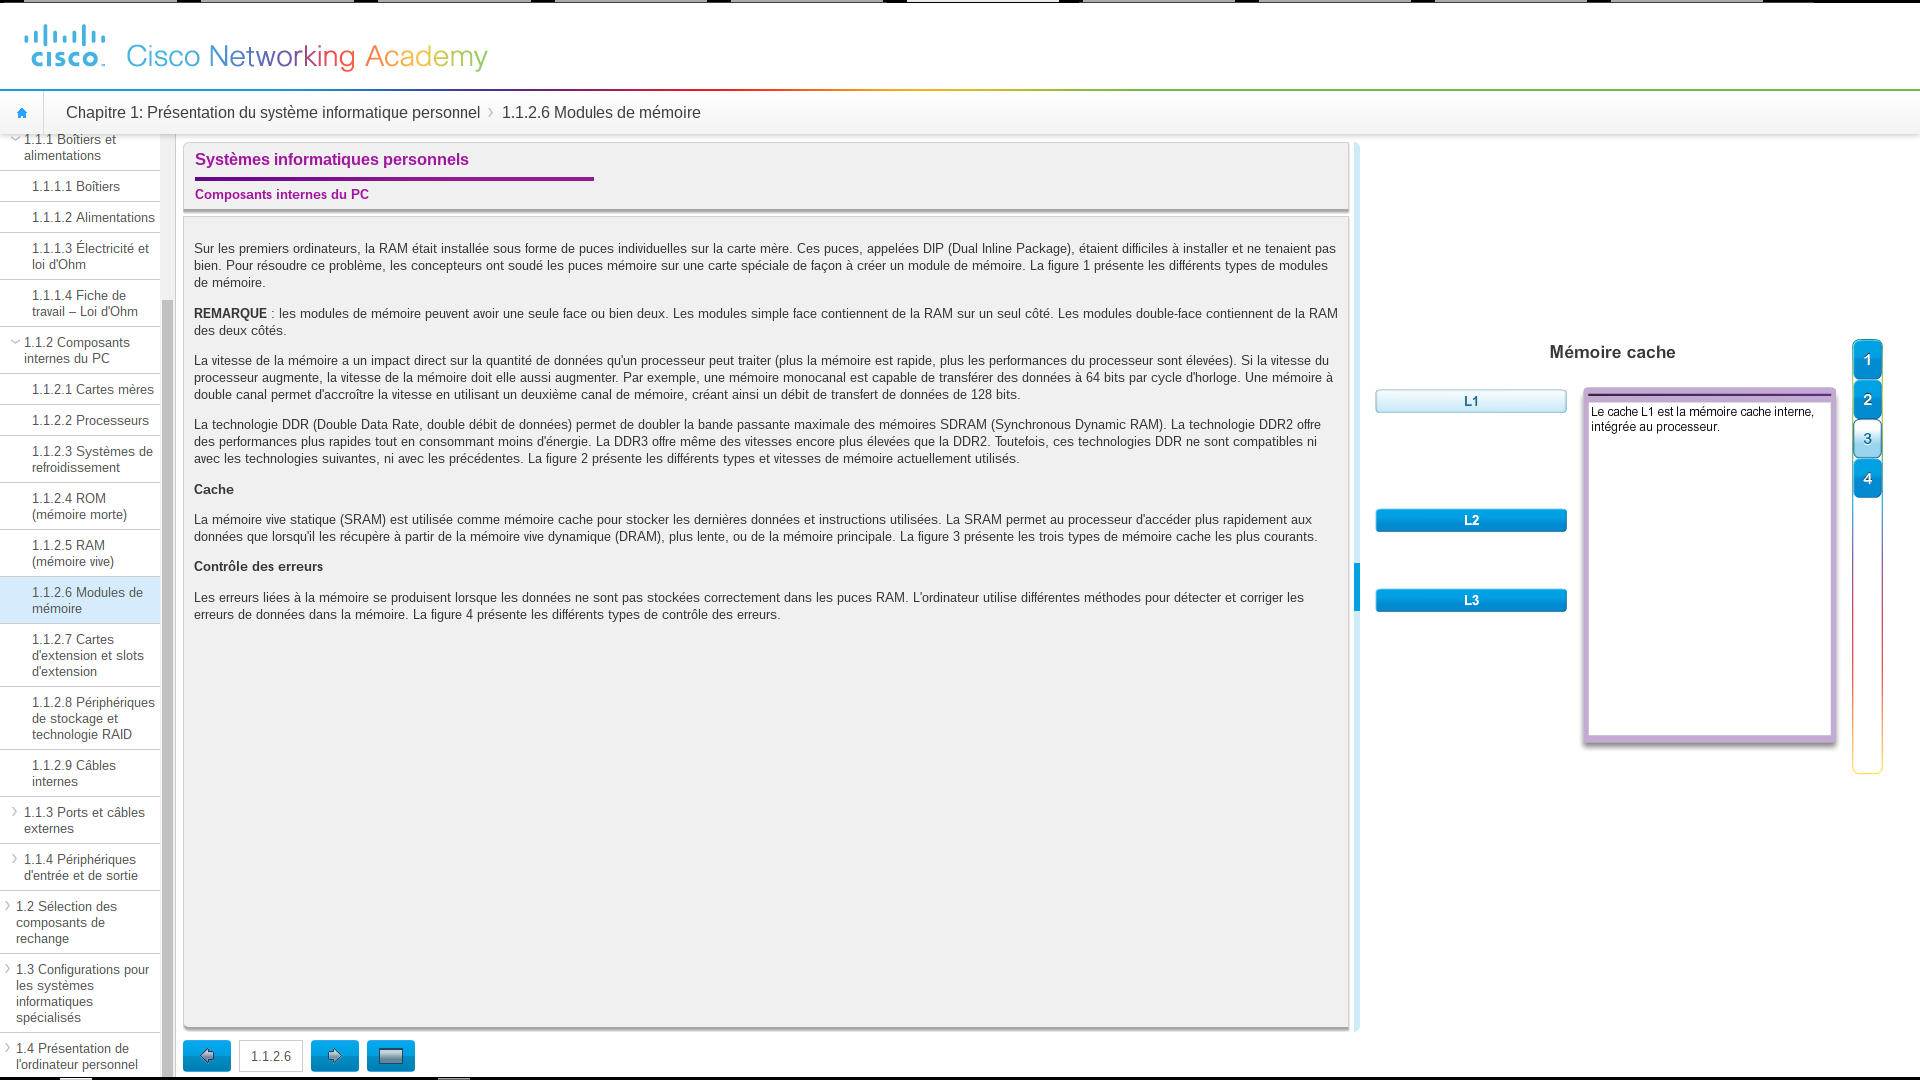 cisco
Cisco Networking Academy
Chapitre 1: Présentation du système informatique personnel
1.1.2.6 Modules de mémoire
1.1.1 Boîtiers et
alimentations
1.1.1.1 Boîtiers
1.1.1.2 Alimentations
1.1.1.3 Électricité et
loi d'Ohm
1.1.1.4 Fiche de
travail – Loi d'Ohm
1.1.2 Composants
internes du PC
1.1.2.1 Cartes mères
1.1.2.2 Processeurs
1.1.2.3 Systèmes de
refroidissement
1.1.2.4 ROM
(mémoire morte)
1.1.2.5 RAM
(mémoire vive)
1.1.2.6 Modules de
mémoire
1.1.2.7 Cartes
d'extension et slots
d'extension
1.1.2.8 Périphériques
de stockage et
technologie RAID
1.1.2.9 Câbles
internes
1.1.3 Ports et câbles
externes
1.1.4 Périphériques
d'entrée et de sortie
1.2 Sélection des
composants de
rechange
1.3 Configurations pour
les systèmes
informatiques
spécialisés
1.4 Présentation de
l'ordinateur personnel
Systèmes informatiques personnels
Composants internes du PC
Sur les premiers ordinateurs, la RAM était installée sous forme de puces individuelles sur la carte mère. Ces puces, appelées DIP (Dual Inline Package), étaient difficiles à installer et ne tenaient pas
bien. Pour résoudre ce problème, les concepteurs ont soudé les puces mémoire sur une carte spéciale de façon à créer un module de mémoire. La figure 1 présente les différents types de modules
de mémoire.
REMARQUE : les modules de mémoire peuvent avoir une seule face ou bien deux. Les modules simple face contiennent de la RAM sur un seul côté. Les modules double-face contiennent de la RAM
des deux côtés.
La vitesse de la mémoire a un impact direct sur la quantité de données qu'un processeur peut traiter (plus la mémoire est rapide, plus les performances du processeur sont élevées). Si la vitesse du
processeur augmente, la vitesse de la mémoire doit elle aussi augmenter. Par exemple, une mémoire monocanal est capable de transférer des données à 64 bits par cycle d'horloge. Une mémoire à
double canal permet d'accroître la vitesse en utilisant un deuxième canal de mémoire, créant ainsi un débit de transfert de données de 128 bits.
La technologie DDR (Double Data Rate, double débit de données) permet de doubler la bande passante maximale des mémoires SDRAM (Synchronous Dynamic RAM). La technologie DDR2 offre
des performances plus rapides tout en consommant moins d'énergie. La DDR3 offre même des vitesses encore plus élevées que la DDR2. Toutefois, ces technologies DDR ne sont compatibles ni
avec les technologies suivantes, ni avec les précédentes. La figure 2 présente les différents types et vitesses de mémoire actuellement utilisés.
Cache
La mémoire vive statique (SRAM) est utilisée comme mémoire cache pour stocker les dernières données et instructions utilisées. La SRAM permet au processeur d'accéder plus rapidement aux
données que lorsqu'il les récupère à partir de la mémoire vive dynamique (DRAM), plus lente, ou de la mémoire principale. La figure 3 présente les trois types de mémoire cache les plus courants.
Contrôle des erreurs
Les erreurs liées à la mémoire se produisent lorsque les données ne sont pas stockées correctement dans les puces RAM. L'ordinateur utilise différentes méthodes pour détecter et corriger les
erreurs de données dans la mémoire. La figure 4 présente les différents types de contrôle des erreurs.
1.1.2.6
Mémoire cache
L1
L2
L3
Le cache L1 est la mémoire cache interne,
intégrée au processeur.
1
2
3
4